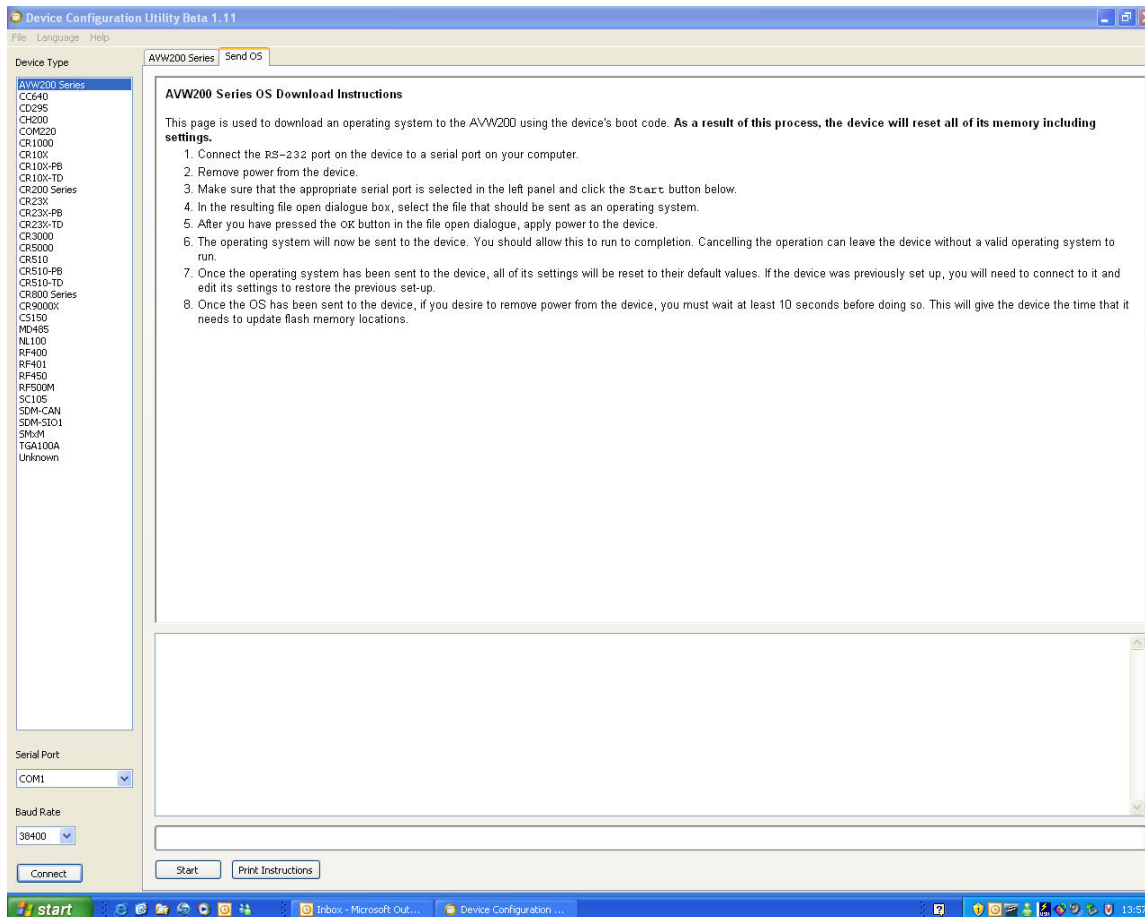 Device Configuration Utility Beta 1.11
File Language Help
Device Type
AVW200 Series
Send OS
AVW200 Series
CC640
CD295
CH200
COM220
CR1000
CR10X
CR10X-PB
CR10X-TD
CR200 Series
CR23X
CR23X-PB
CR23X-TD
CR3000
CR5000
CR510
CR510-PB
CR510-TD
CR800 Series
CR9000X
CS150
MD485
NL100
RF400
RF401
RF450
RF500M
SC105
SDM-CAN
SDM-SIO1
SMxM
TGA100A
Unknown
AVW200 Series OS Download Instructions
This page is used to download an operating system to the AVW200 using the device's boot code. As a result of this process, the device will reset all of its memory including
settings.
1. Connect the RS-232 port on the device to a serial port on your computer.
2. Remove power from the device.
3. Make sure that the appropriate serial port is selected in the left panel and click the Start button below.
4. In the resulting file open dialogue box, select the file that should be sent as an operating system.
5. After you have pressed the OK button in the file open dialogue, apply power to the device.
6. The operating system will now be sent to the device. You should allow this to run to completion. Cancelling the operation can leave the device without a valid operating system to
run.
7. Once the operating system has been sent to the device, all of its settings will be reset to their default values. If the device was previously set up, you will need to connect to it and
edit its settings to restore the previous set-up.
8. Once the OS has been sent to the device, if you desire to remove power from the device, you must wait at least 10 seconds before doing so. This will give the device the time that it
needs to update flash memory locations.
Serial Port
COM1
Baud Rate
38400
Connect
Start
Print Instructions
start
Inbox - Microsoft Out...
Device Configuration ...